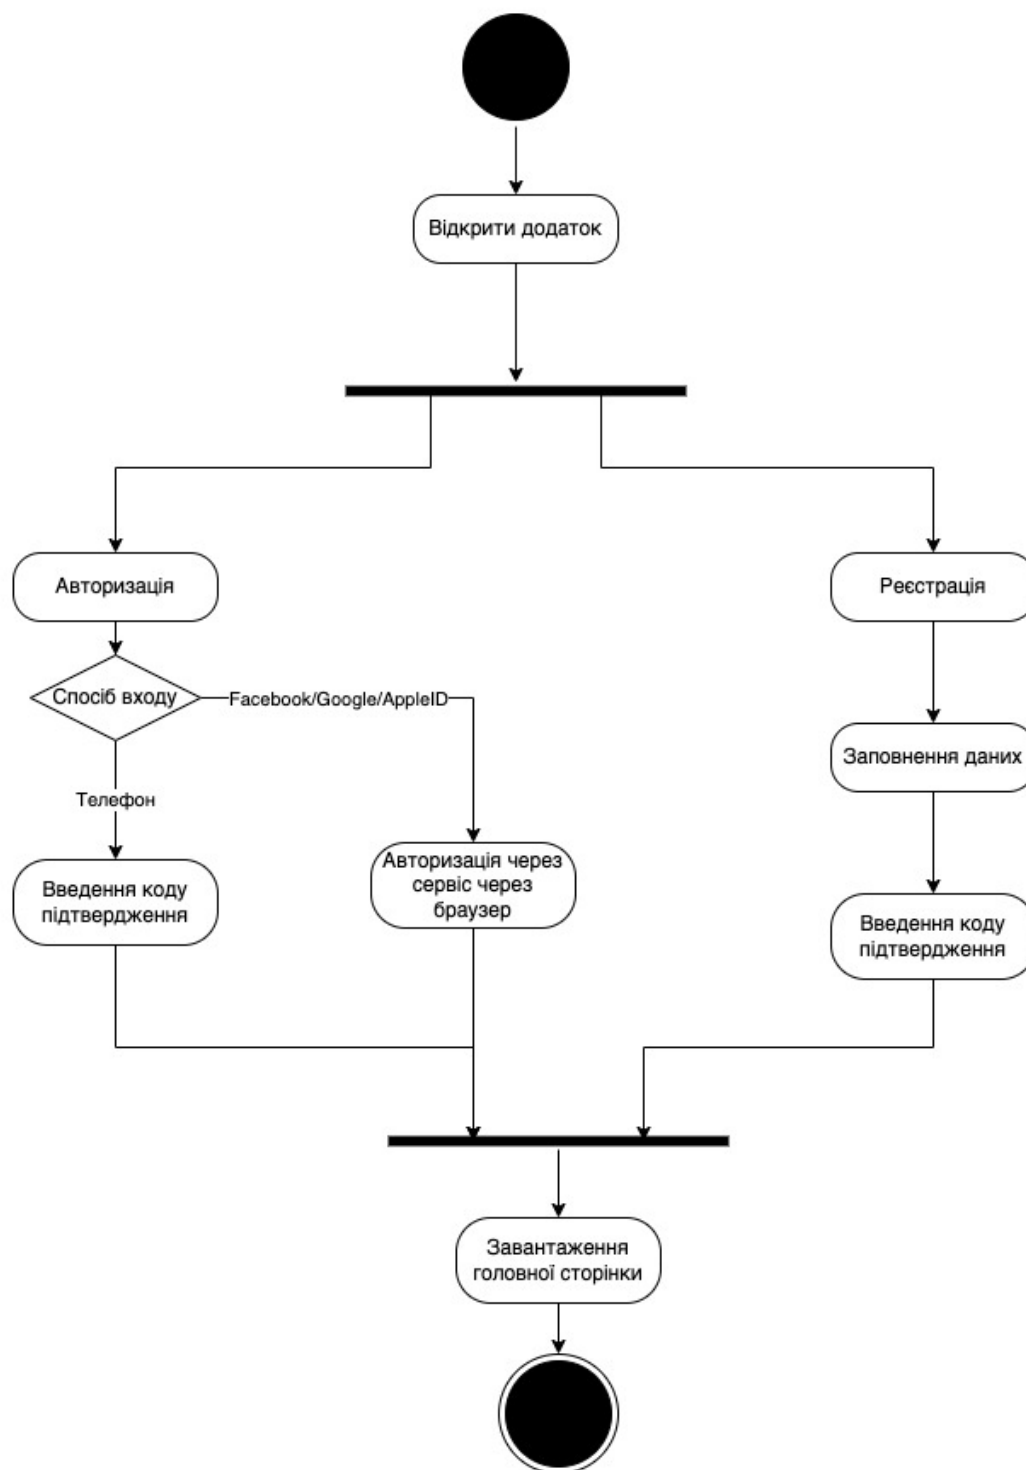 Відкрити додаток
Авторизація
Реєстрація
Спосіб входу
Facebook/Google/AppleID
Заповнення даних
Телефон
Введення коду
підтвердження
Авторизація через
сервіс через
браузер
Введення коду
підтвердження
Завантаження
головної сторінки